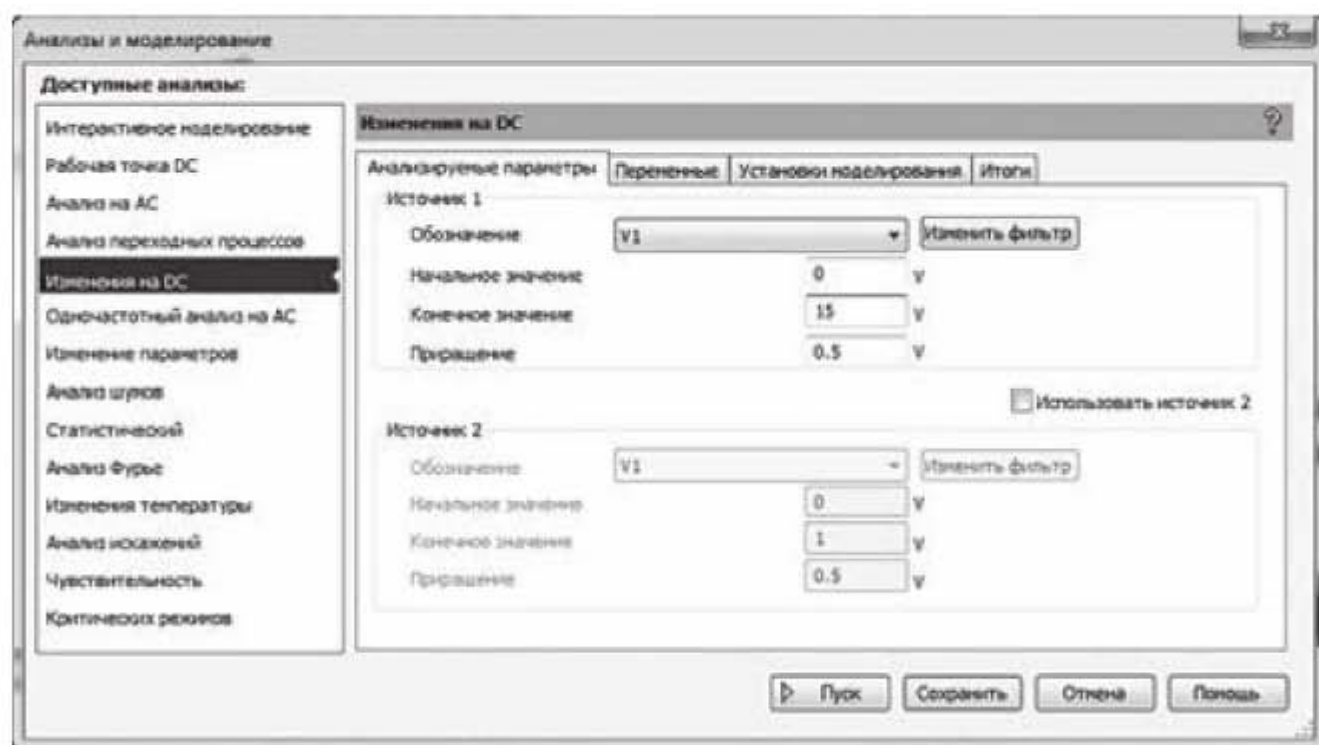 Анализы и моделирование
Доступные анализы:
Интерактивное моделирование
Рабочая точка DC
Анализ на AC
Анализ переходных процессов
Изменения на DC
Одночастотный анализ на AC
Изменение параметров
Анализ шумов
Статистический
Анализ Фурье
Изменения температуры
Анализ искажений
Чувствительность
Критических режимов
Изменения на DC
?
Анализируемые параметры Переменные Установки моделирования Итоги
Источник 1
Обозначение V1 Изменить фильтр
Начальное значение 0 V
Конечное значение 15 V
Приращение 0.5 V
Использовать источник 2
Источник 2
Обозначение V1 Изменить фильтр
Начальное значение 0 V
Конечное значение 1 V
Приращение 0.5 V
Пуск Сохранить Отмена Помощь